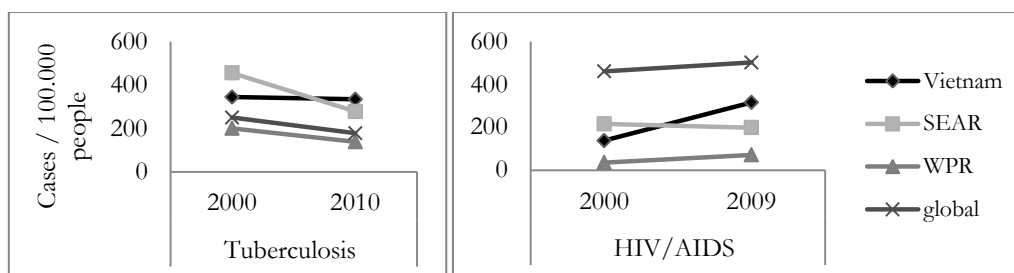 Cases / 100.000
people
600
400
200
0
2000 2010
Tuberculosis
600
400
200
0
2000 2009
HIV/AIDS
Vietnam
SEAR
WPR
global